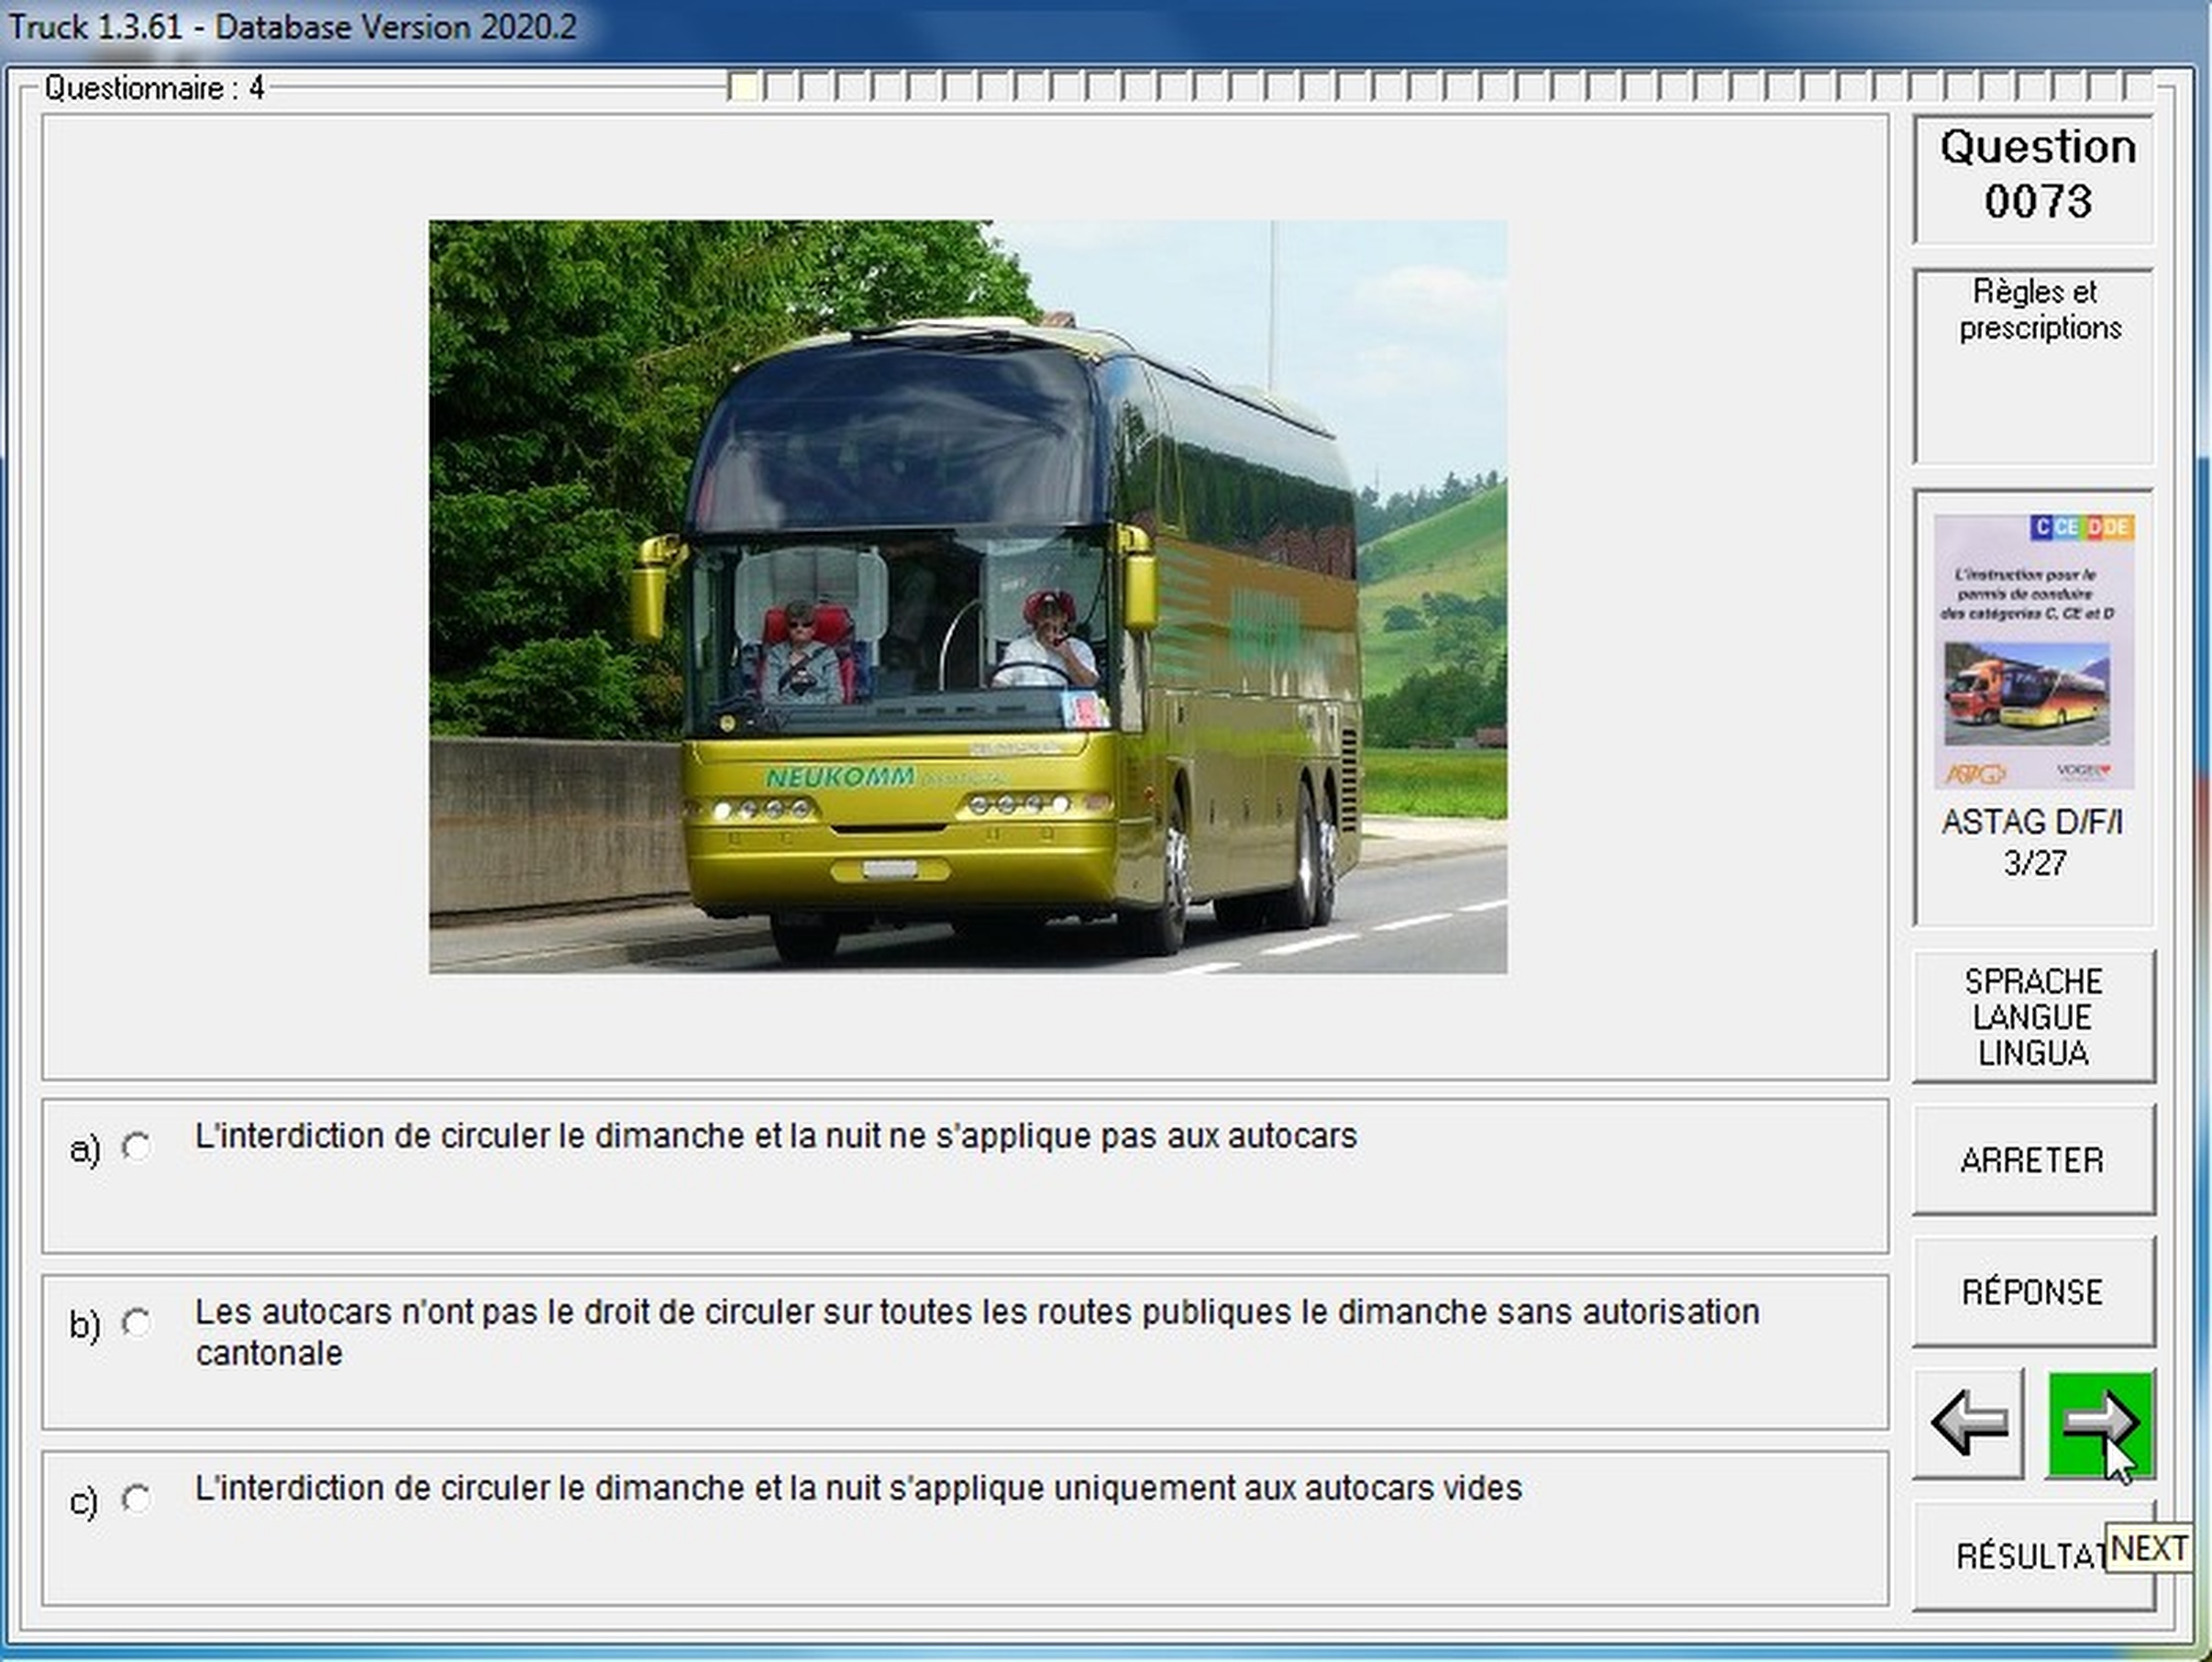 Truck 1.3.61 - Database Version 2020.2
Questionnaire : 4
Question
0073
Règles et
prescriptions
C CE D DE
L'instruction pour le
permis de conduire
des catégories C, CE et D
ASTAG
VOGEL
ASTAG D/F/I
3/27
NEUKOMM
SPRACHE
LANGUE
LINGUA
ARRETER
RÉPONSE
RÉSULTAT
NEXT
a) L'interdiction de circuler le dimanche et la nuit ne s'applique pas aux autocars
b) Les autocars n'ont pas le droit de circuler sur toutes les routes publiques le dimanche sans autorisation
cantonale
c) L'interdiction de circuler le dimanche et la nuit s'applique uniquement aux autocars vides